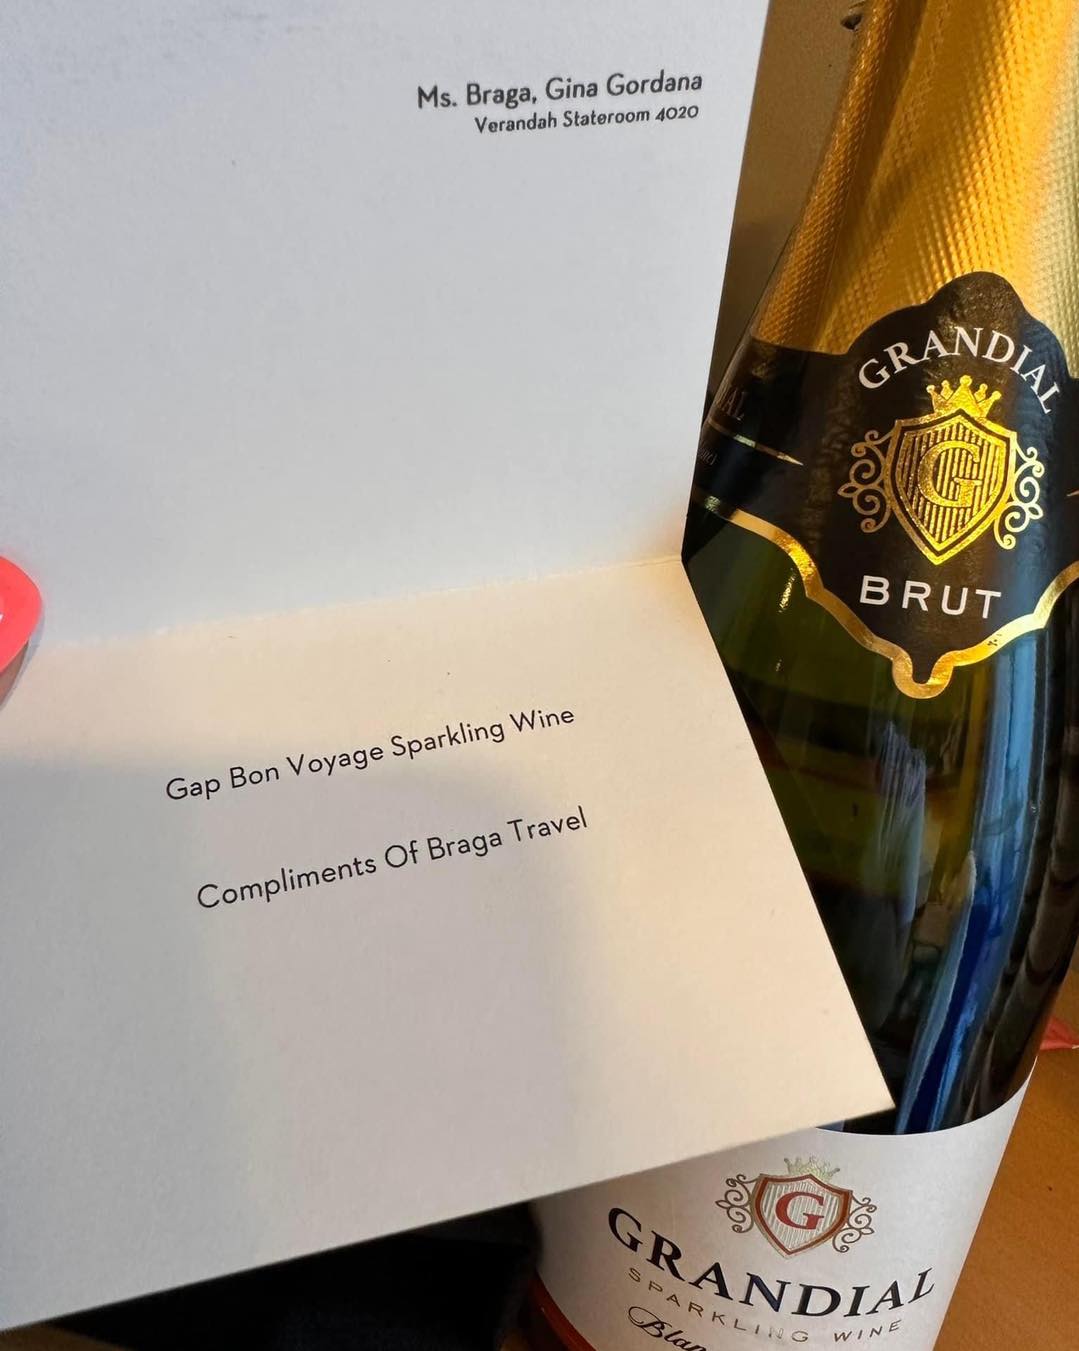 Ms. Braga, Gina Gordana
Verandah Stateroom 4020
Gap Bon Voyage Sparkling Wine
Compliments Of Braga Travel
GRANDIAL
G
BRUT
G
GRANDIAL
SPARKLING WINE